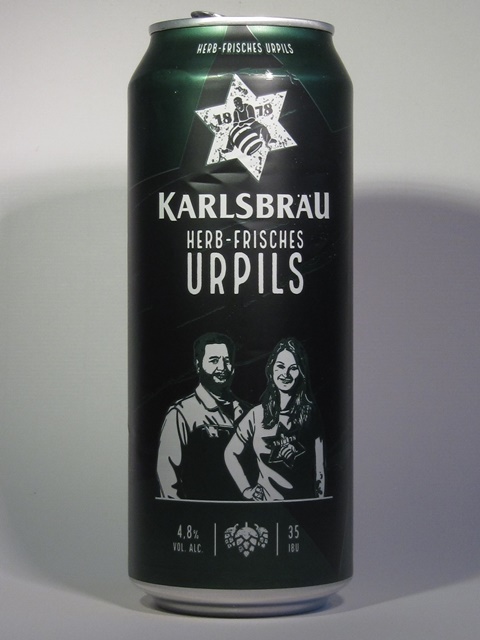 HERB-FRISCHES URPILS
18 78
KARLSBRÄU
HERB-FRISCHES
URPILS
4,8% 35
VOL. ALC. IBU